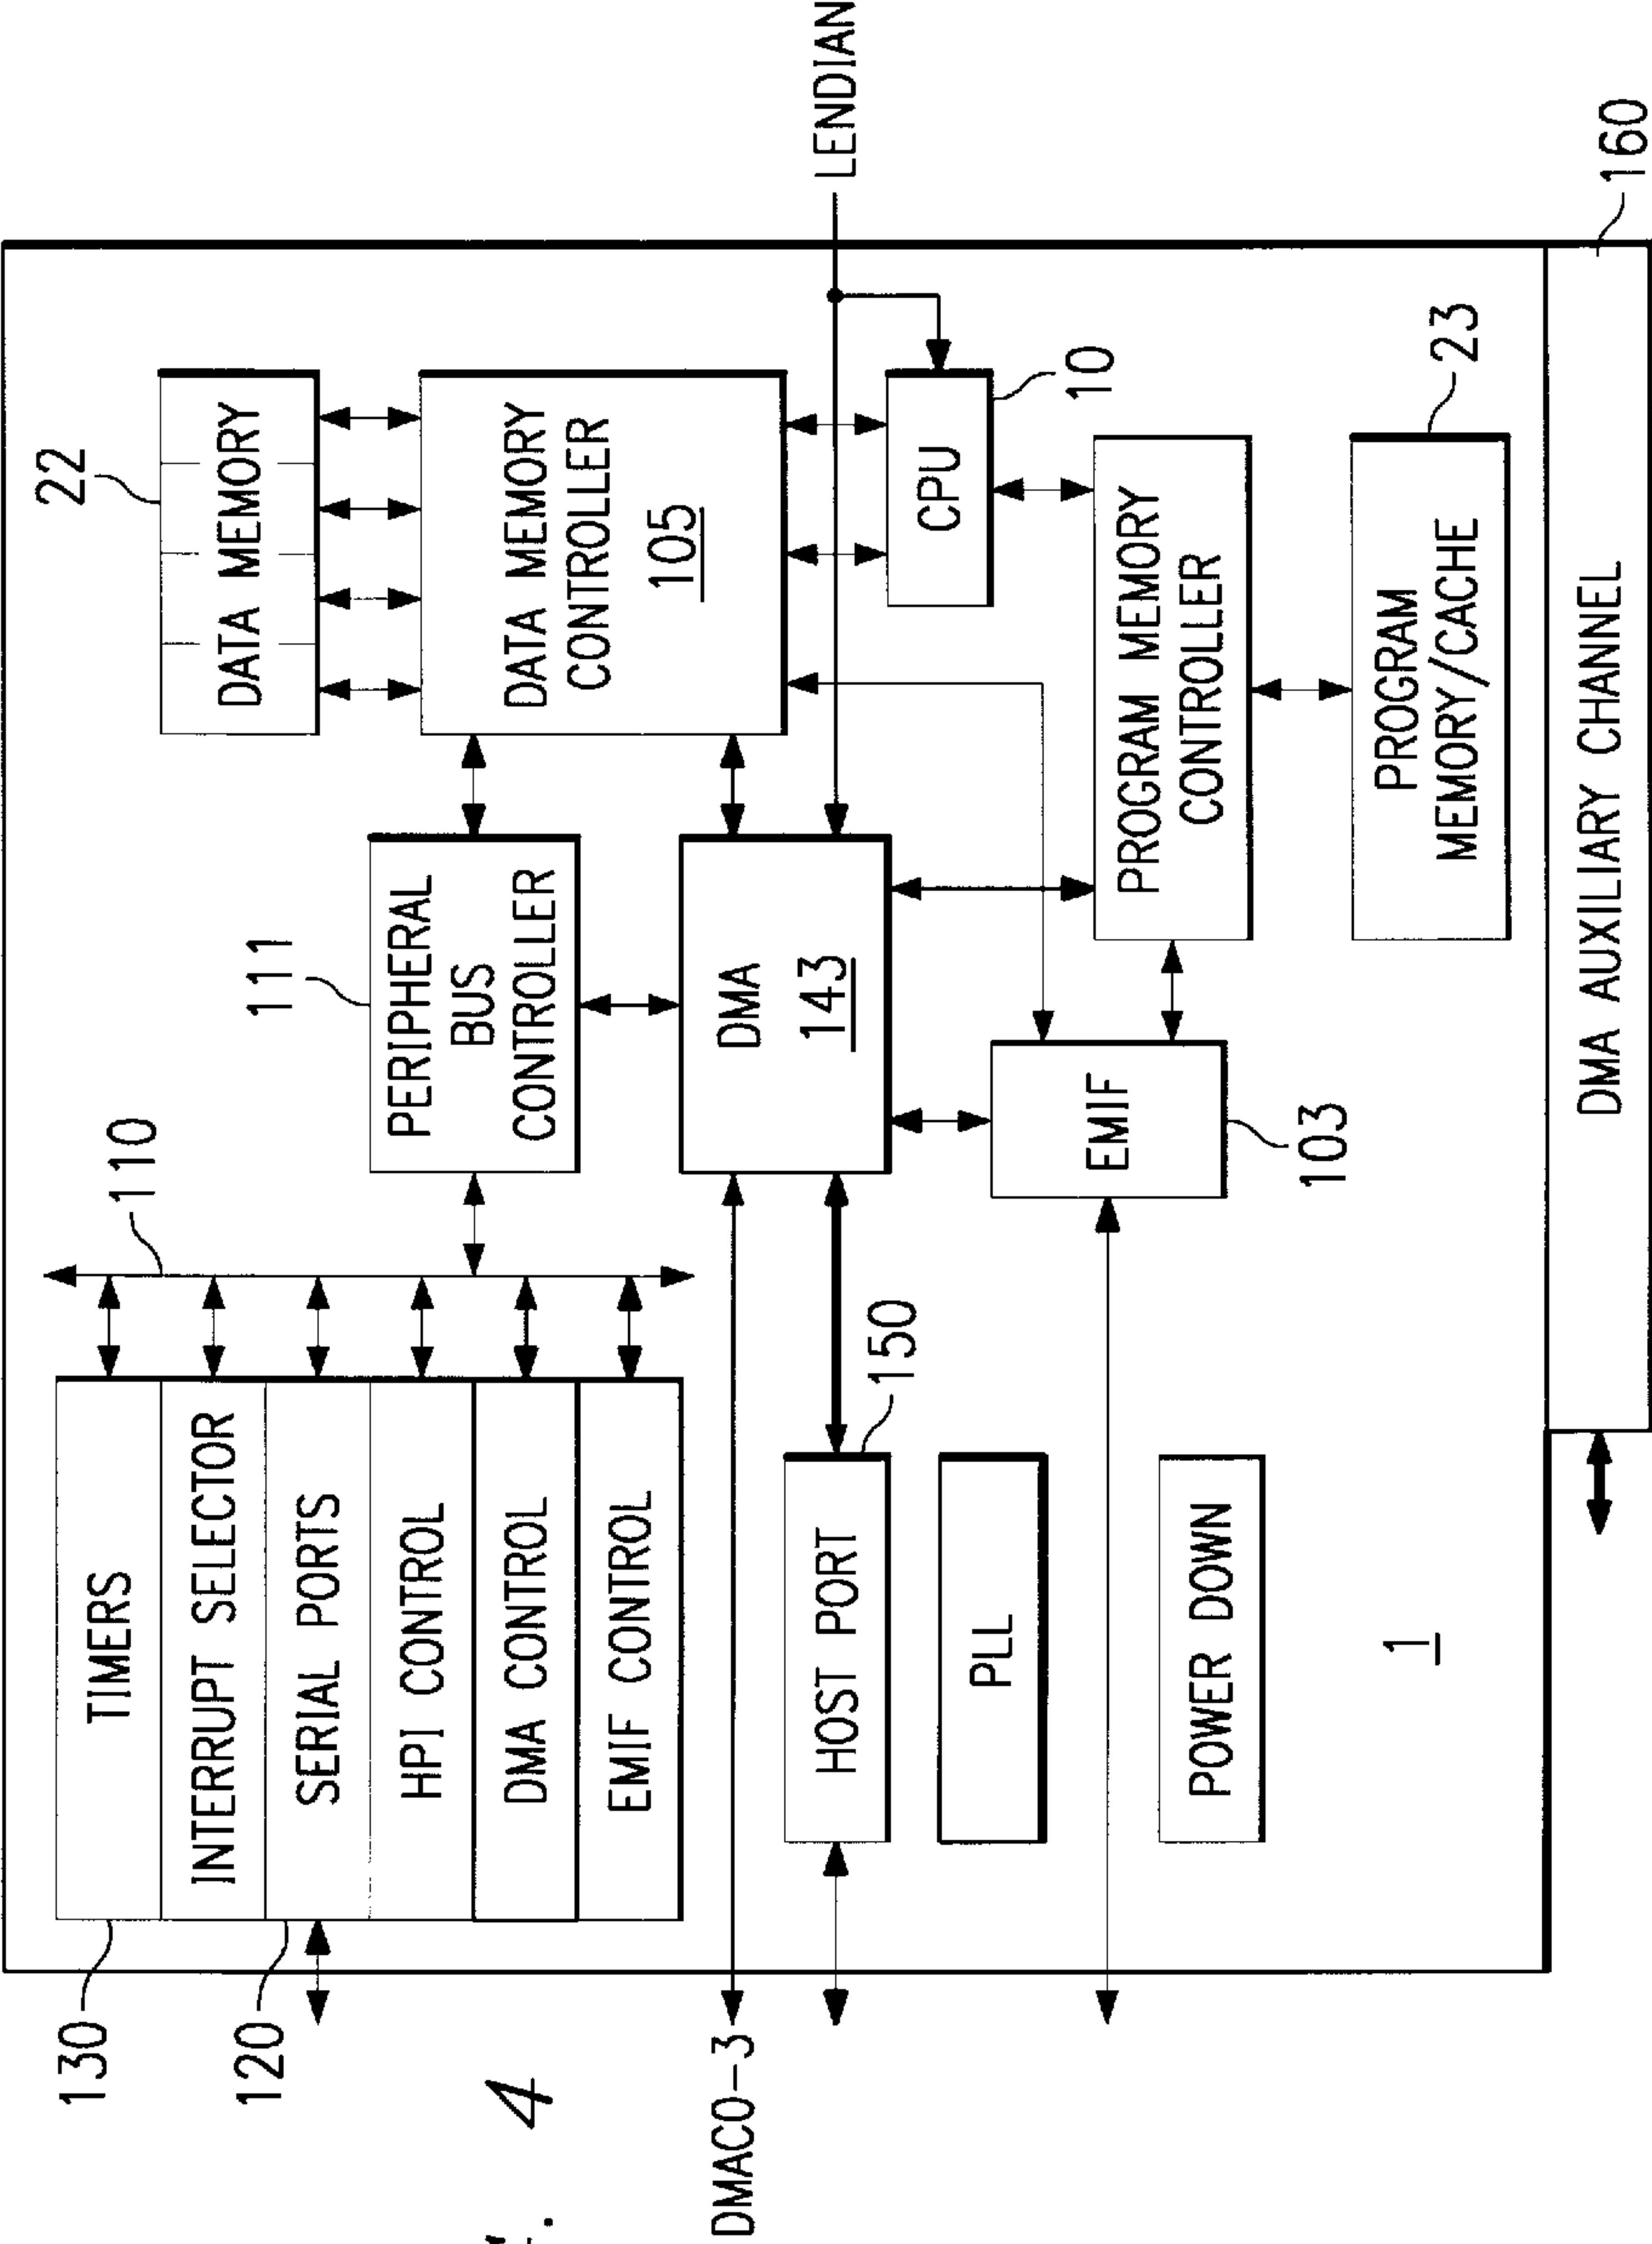 130
TIMERS
110
INTERRUPT SELECTOR
120
SERIAL PORTS
HPI CONTROL
DMA CONTROL
EMIF CONTROL
111
PERIPHERAL
BUS
CONTROLLER
22
DATA MEMORY
DATA MEMORY
CONTROLLER
105
4
DMAC0-3
DMA
143
LENDIAN
HOST PORT
150
CPU
10
PLL
EMIF
103
PROGRAM MEMORY
CONTROLLER
POWER DOWN
PROGRAM
MEMORY/CACHE
23
1
DMA AUXILIARY CHANNEL
160